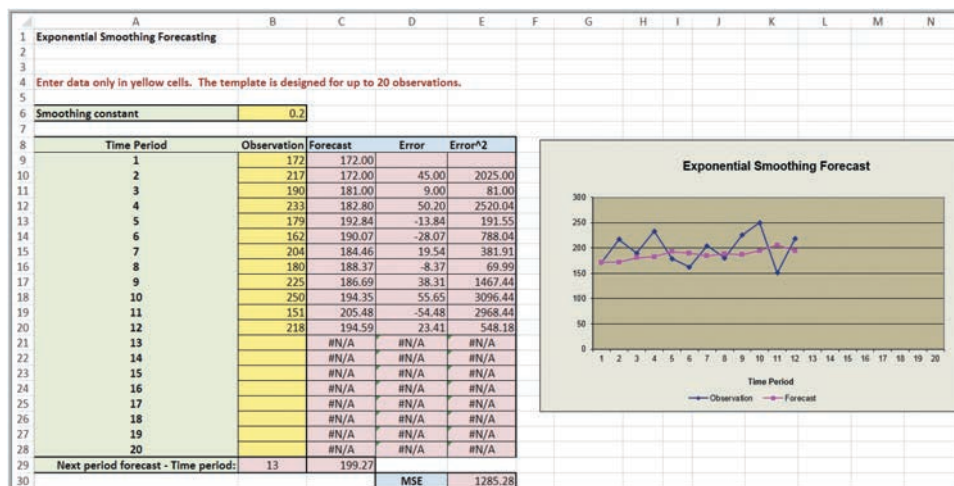 A B C D E F G H I J K L M N
1 Exponential Smoothing Forecasting
2
3
4 Enter data only in yellow cells. The template is designed for up to 20 observations.
5
6 Smoothing constant 0.2
7
8 Time Period Observation Forecast Error Error^2
9 1 172 172.00
10 2 217 172.00 45.00 2025.00
11 3 190 181.00 9.00 81.00
12 4 233 182.80 50.20 2520.04
13 5 179 192.84 -13.84 191.55
14 6 162 190.07 -28.07 788.04
15 7 204 184.46 19.54 381.91
16 8 180 188.37 -8.37 69.99
17 9 225 186.69 38.31 1467.44
18 10 250 194.35 55.65 3096.44
19 11 151 205.48 -54.48 2968.44
20 12 218 194.59 23.41 548.18
21 13 #N/A #N/A #N/A
22 14 #N/A #N/A #N/A
23 15 #N/A #N/A #N/A
24 16 #N/A #N/A #N/A
25 17 #N/A #N/A #N/A
26 18 #N/A #N/A #N/A
27 19 #N/A #N/A #N/A
28 20 #N/A #N/A #N/A
29 Next period forecast - Time period: 13 199.27
30 MSE 1285.28
Exponential Smoothing Forecast
300
250
200
150
100
50
0
1 2 3 4 5 6 7 8 9 10 11 12 13 14 15 16 17 18 19 20
Time Period
Observation Forecast